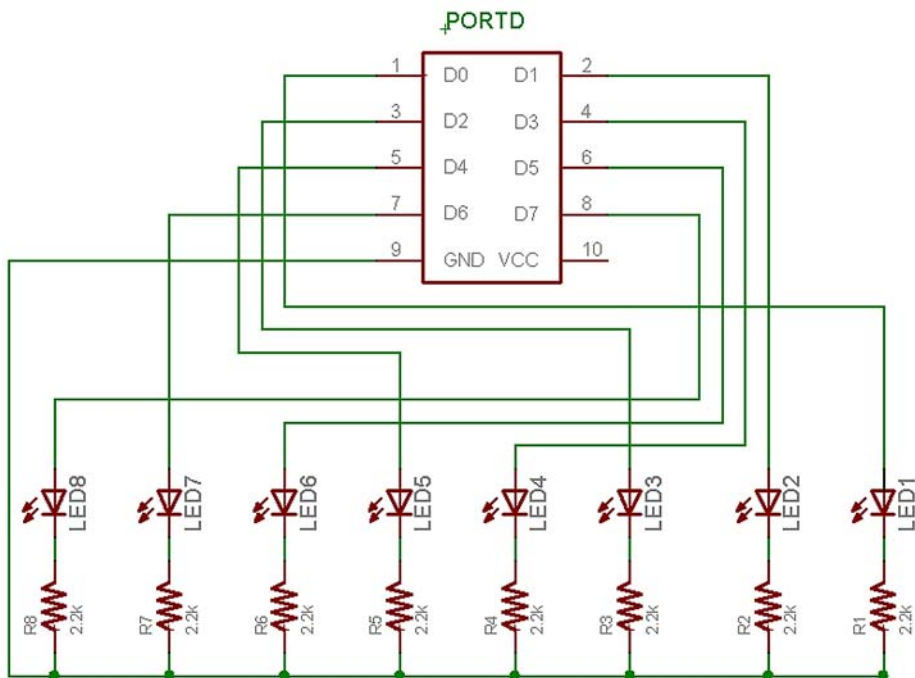 PORTD
1 D0 D1 2
3 D2 D3 4
5 D4 D5 6
7 D6 D7 8
9 GND VCC 10
LED8 LED7 LED6 LED5 LED4 LED3 LED2 LED1
R8 2.2k R7 2.2k R6 2.2k R5 2.2k R4 2.2k R3 2.2k R2 2.2k R1 2.2k